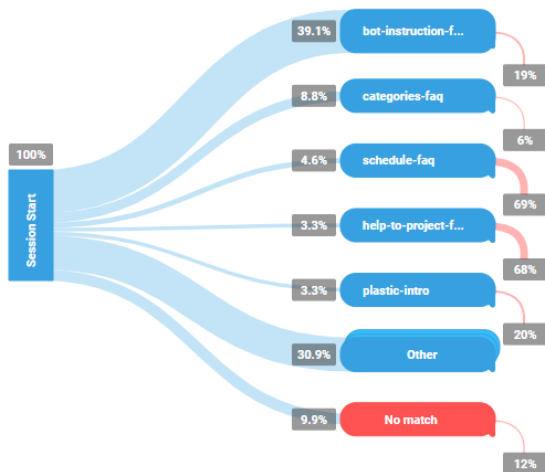 39.1%
bot-instruction-f...
19%
8.8%
categories-faq
6%
100%
4.6%
schedule-faq
69%
Session Start
3.3%
help-to-project-f...
68%
3.3%
plastic-intro
20%
30.9%
Other
9.9%
No match
12%